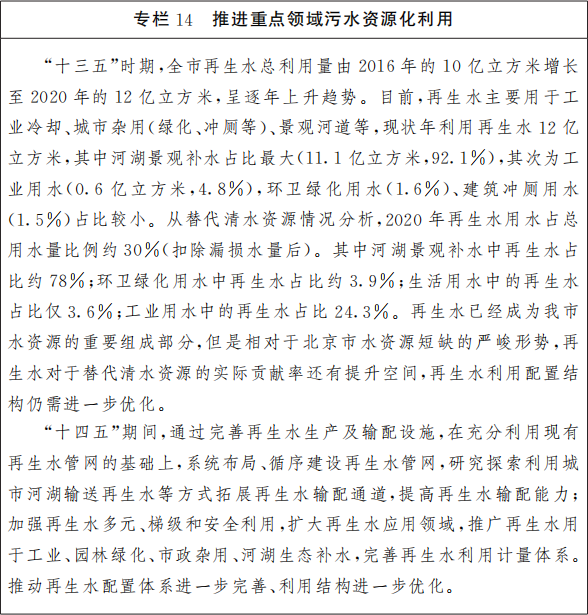 专栏 14 推进重点领域污水资源化利用
“十三五”时期,全市再生水总利用量由 2016 年的 10 亿立方米增长
至 2020 年的 12 亿立方米,呈逐年上升趋势。目前,再生水主要用于工
业冷却、城市杂用(绿化、冲厕等)、景观河道等,现状年利用再生水 12 亿
立方米,其中河湖景观补水占比最大(11.1 亿立方米,92.1%),其次为工
业用水(0.6 亿立方米,4.8%),环卫绿化用水(1.6%)、建筑冲厕用水
(1.5%)占比较小。从替代清水资源情况分析,2020 年再生水用水占总
用水量比例约 30%(扣除漏损水量后)。其中河湖景观补水中再生水占
比约 78%;环卫绿化用水中再生水占比约 3.9%;生活用水中的再生水
占比仅 3.6%;工业用水中的再生水占比 24.3%。再生水已经成为我市
水资源的重要组成部分,但是相对于北京市水资源短缺的严峻形势,再
生水对于替代清水资源的实际贡献率还有提升空间,再生水利用配置结
构仍需进一步优化。
“十四五”期间,通过完善再生水生产及输配设施,在充分利用现有
再生水管网的基础上,系统布局、循序建设再生水管网,研究探索利用城
市河湖输送再生水等方式拓展再生水输配通道,提高再生水输配能力;
加强再生水多元、梯级和安全利用,扩大再生水应用领域,推广再生水用
于工业、园林绿化、市政杂用、河湖生态补水,完善再生水利用计量体系。
推动再生水配置体系进一步完善、利用结构进一步优化。